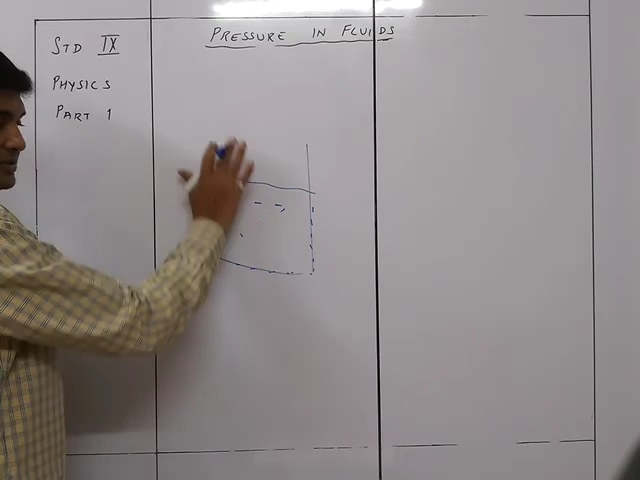 STD IX
PHYSICS
PART 1
PRESSURE IN FLUIDS